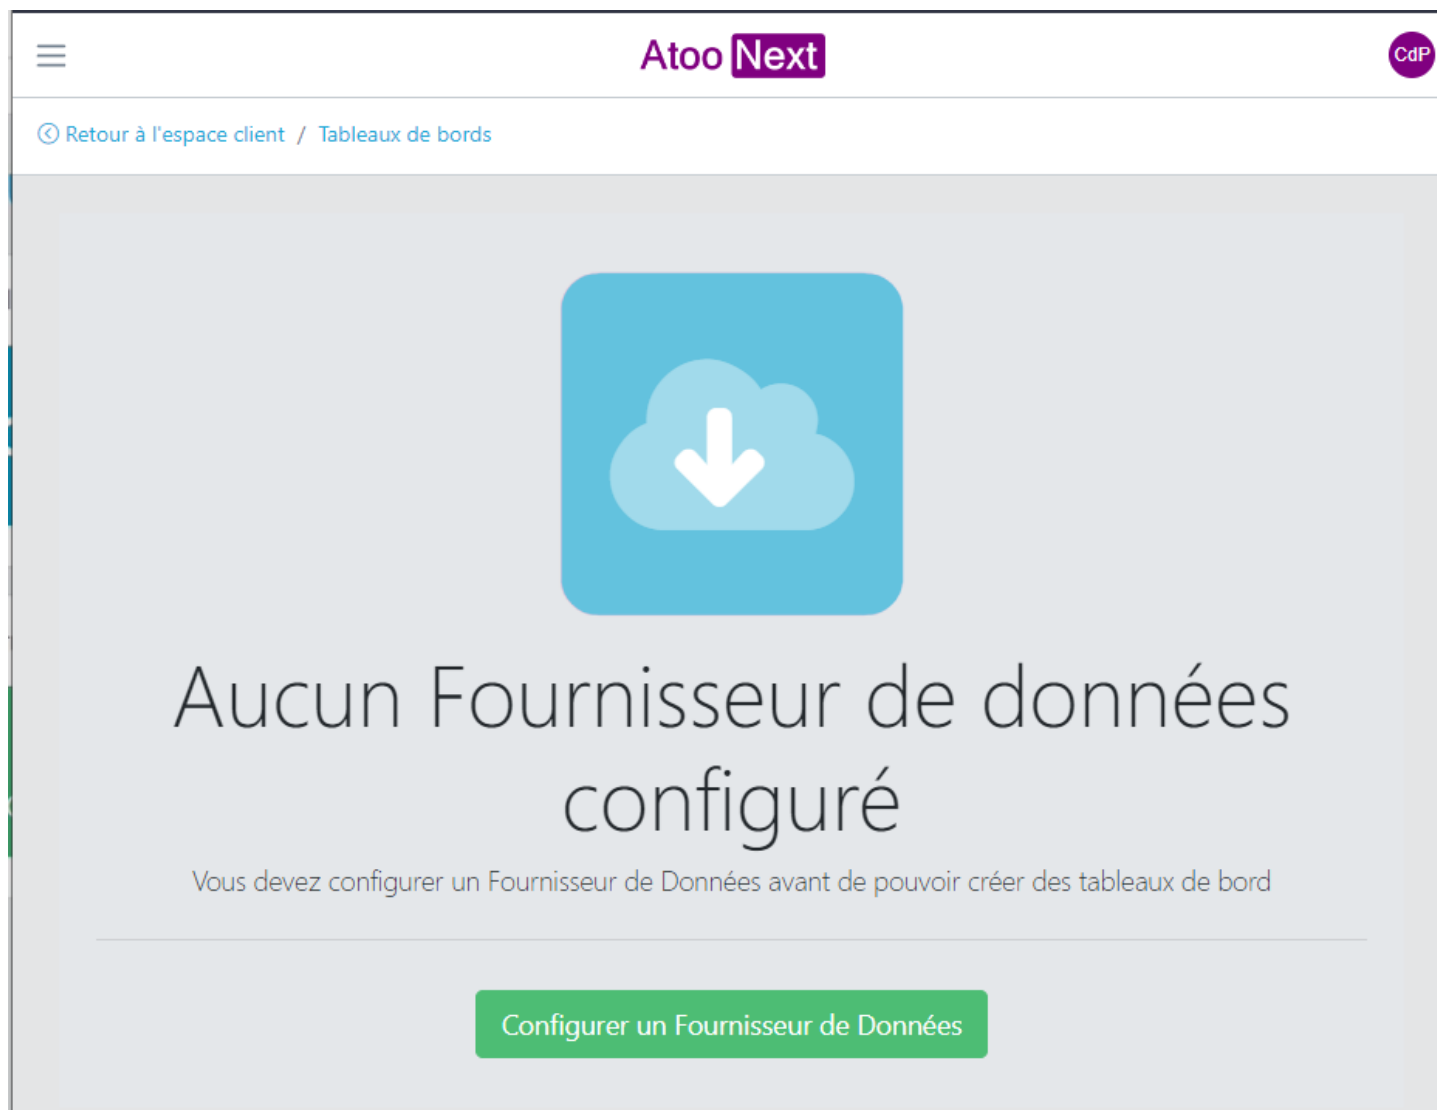 Atoo Next
CdP
Retour à l'espace client / Tableaux de bords
Aucun Fournisseur de données
configuré
Vous devez configurer un Fournisseur de Données avant de pouvoir créer des tableaux de bord
Configurer un Fournisseur de Données